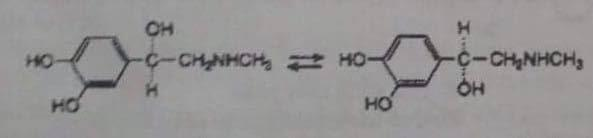 OH H
HO C CH₂NHCH₃ ⇌ HO C CH₂NHCH₃
HO H HO OH